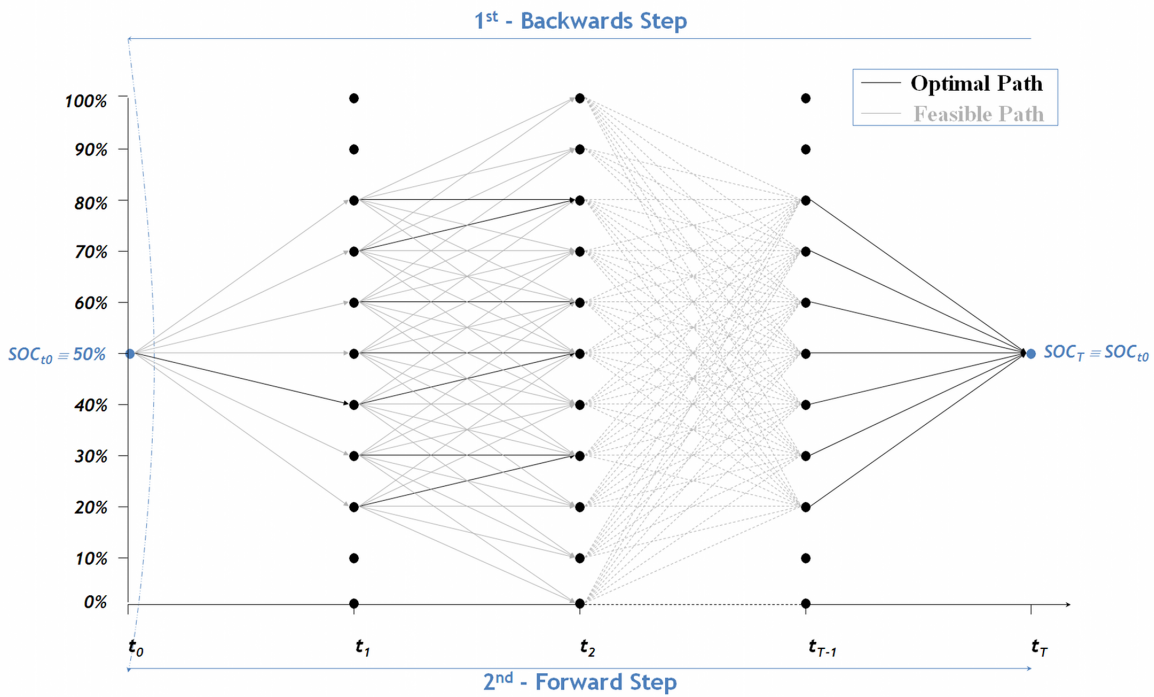 1st - Backwards Step
Optimal Path
Feasible Path
100%
90%
80%
70%
60%
SOCt0 ≡ 50%
SOCT ≡ SOCt0
40%
30%
20%
10%
0%
t0
t1
t2
tT-1
tT
2nd - Forward Step